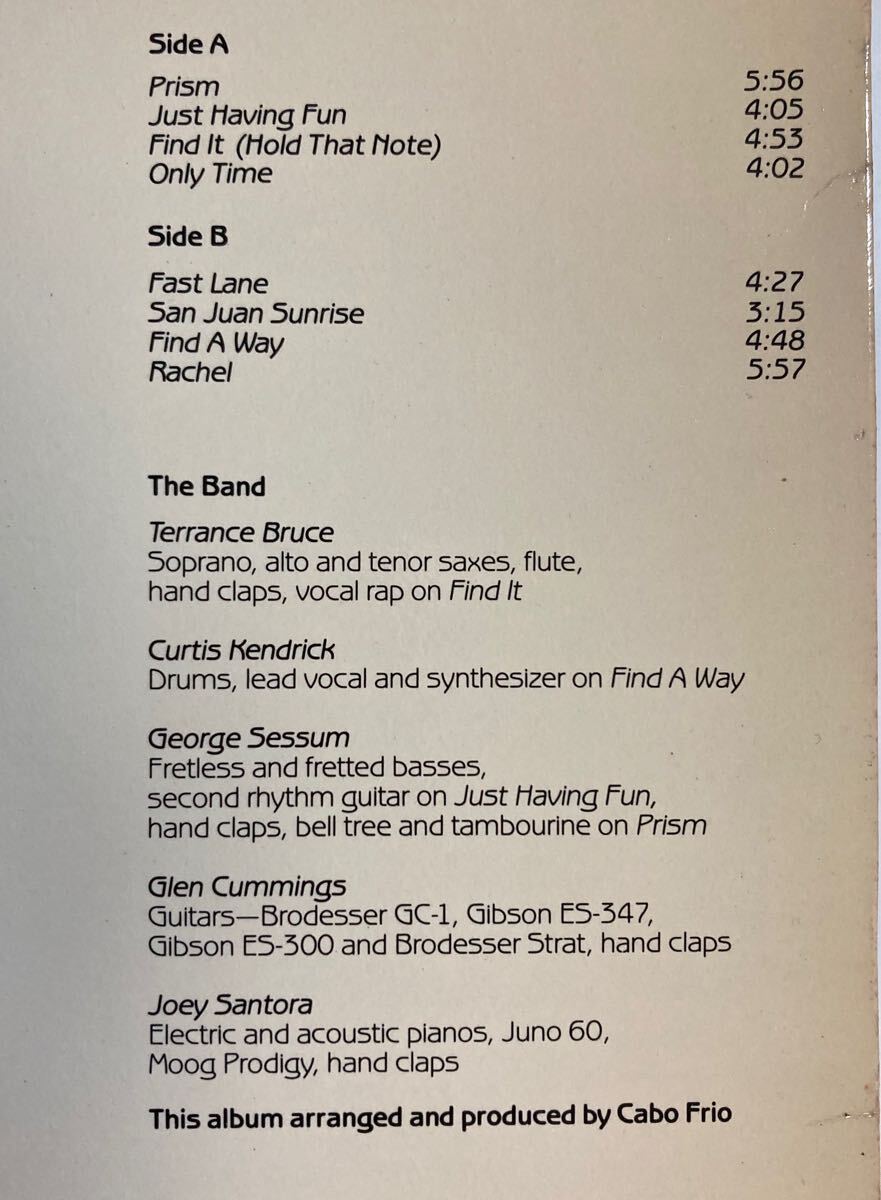 Side A
Prism 5:56
Just Having Fun 4:05
Find It (Hold That Note) 4:53
Only Time 4:02
Side B
Fast Lane 4:27
San Juan Sunrise 3:15
Find A Way 4:48
Rachel 5:57
The Band
Terrance Bruce
Soprano, alto and tenor saxes, flute,
hand claps, vocal rap on Find It
Curtis Kendrick
Drums, lead vocal and synthesizer on Find A Way
George Sessum
Fretless and fretted basses,
second rhythm guitar on Just Having Fun,
hand claps, bell tree and tambourine on Prism
Glen Cummings
Guitars—Brodesser GC-1, Gibson ES-347,
Gibson ES-300 and Brodesser Strat, hand claps
Joey Santora
Electric and acoustic pianos, Juno 60,
Moog Prodigy, hand claps
This album arranged and produced by Cabo Frio